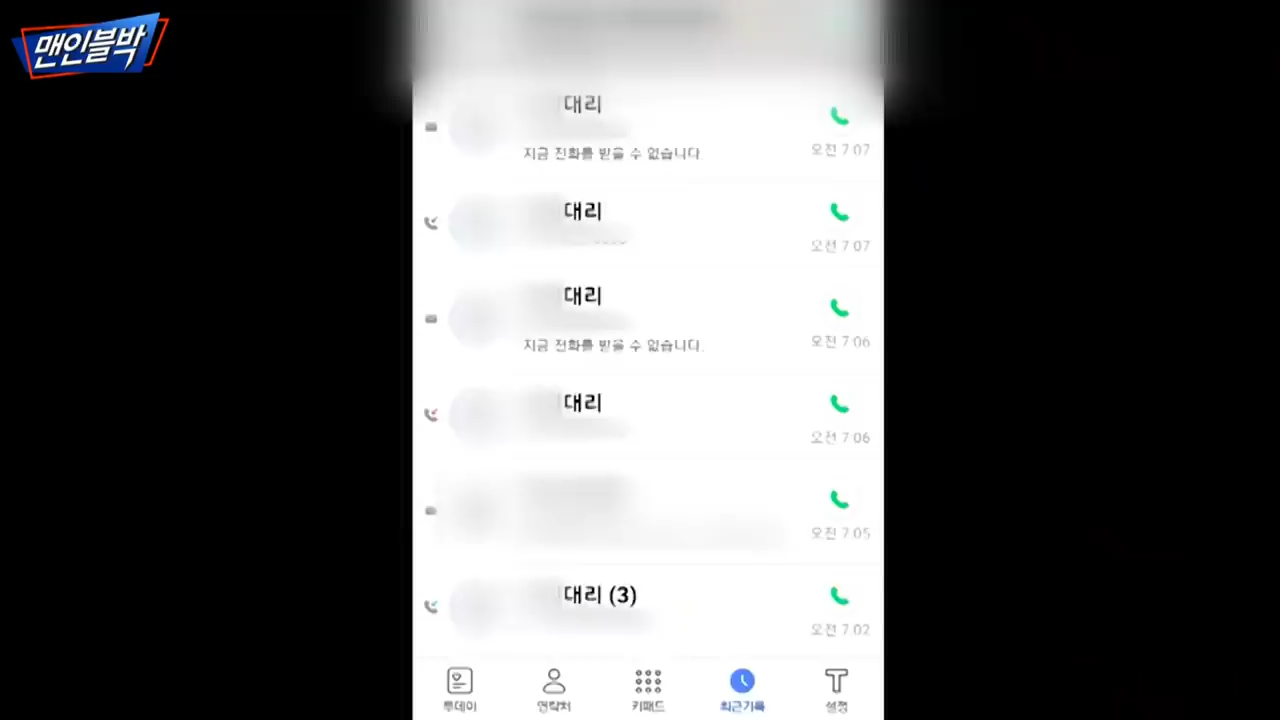 맨인블박
대리
지금 전화를 받을 수 없습니다
오전 7:07
대리
오전 7:07
대리
지금 전화를 받을 수 없습니다.
오전 7:06
대리
오전 7:06
오전 7:05
대리 (3)
오전 7:02
투데이
연락처
키패드
최근기록
설정